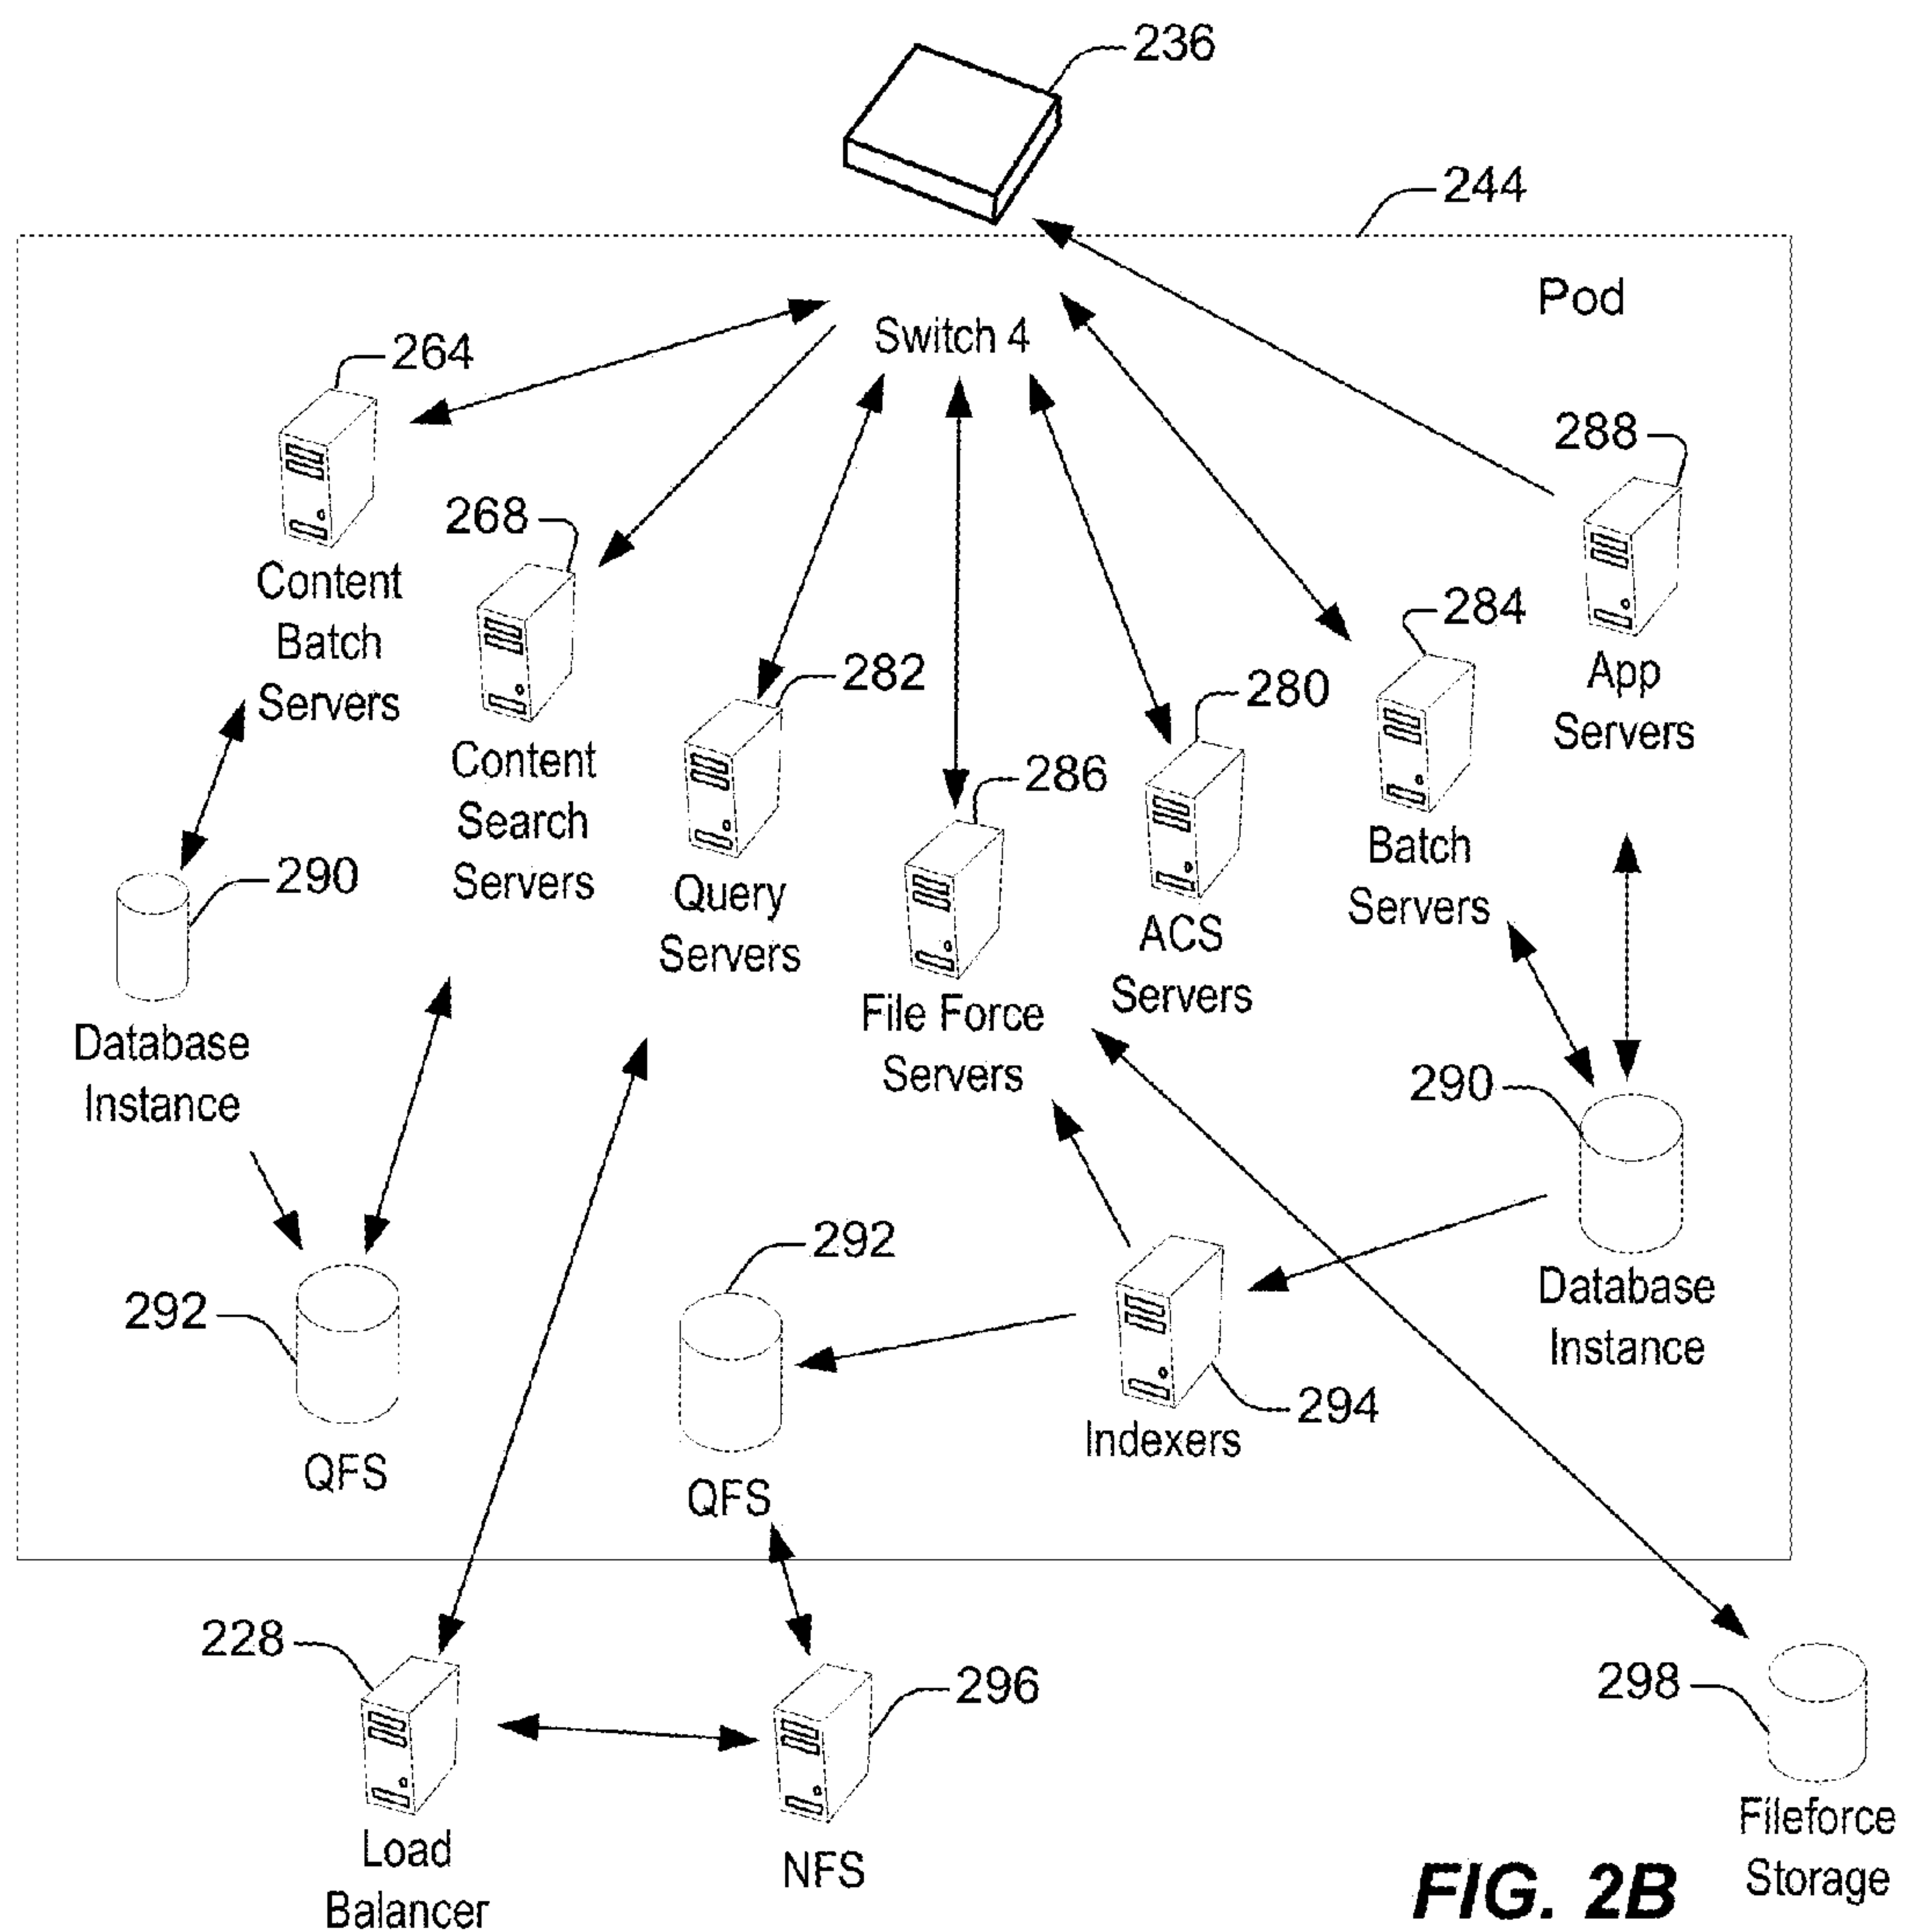 236
244
Pod
Switch 4
264
288
268
Content
Batch
Servers
284
282
280
App
Servers
Content
Search
Servers
286
Batch
Servers
290
Query
Servers
ACS
Servers
File Force
Servers
Database
Instance
290
292
292
Database
Instance
294
Indexers
QFS
QFS
228
296
298
Load
Balancer
NFS
Fileforce
Storage
FIG. 2B